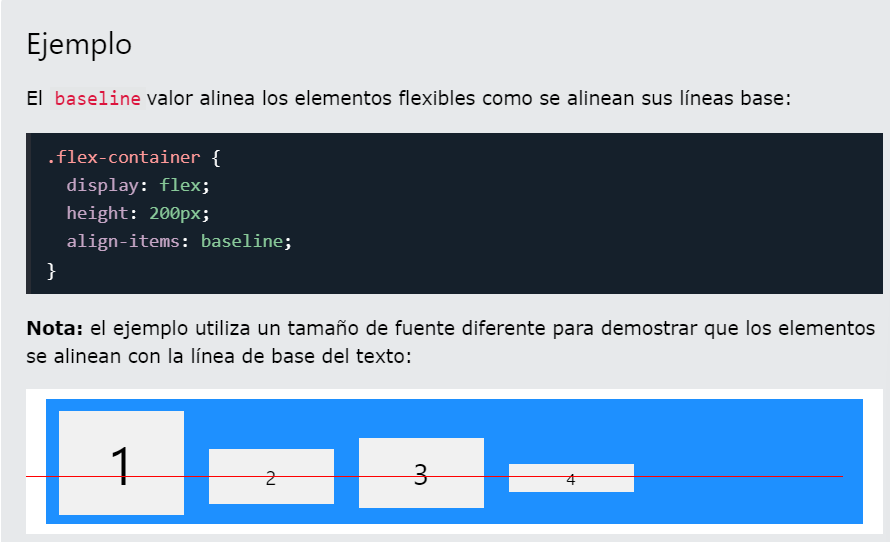 Ejemplo
El baseline valor alinea los elementos flexibles como se alinean sus líneas base:
.flex-container {
  display: flex;
  height: 200px;
  align-items: baseline;
}
Nota: el ejemplo utiliza un tamaño de fuente diferente para demostrar que los elementos
se alinean con la línea de base del texto:
1 2 3 4